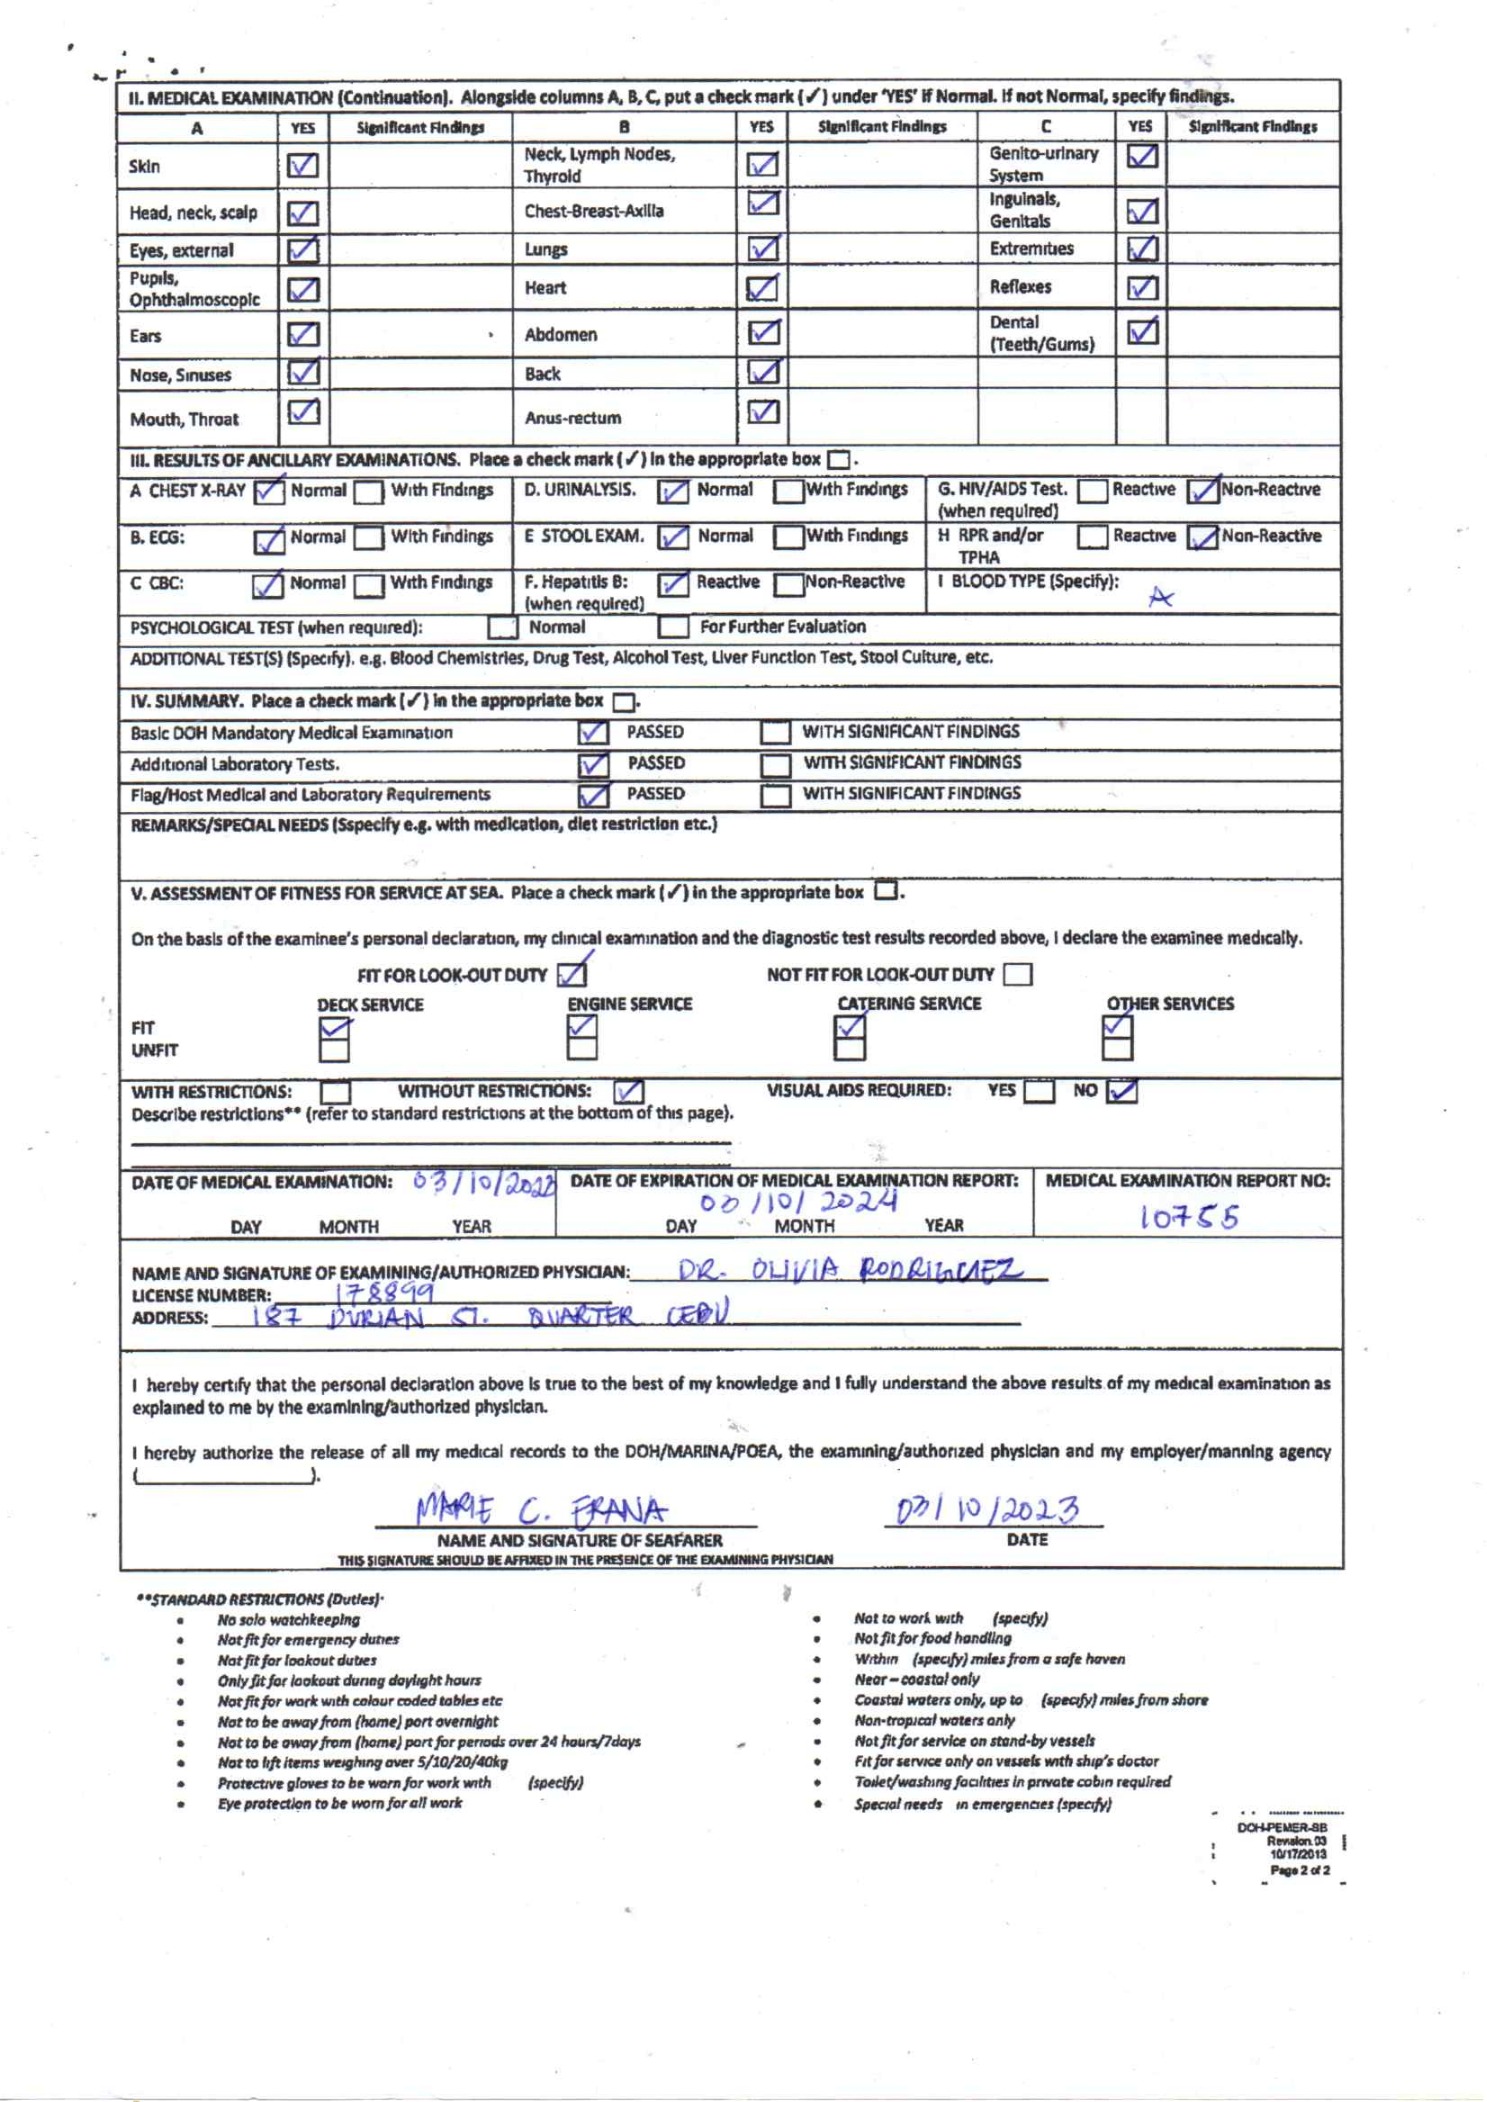 II. MEDICAL EXAMINATION (Continuation). Alongside columns A, B, C, put a check mark (✓) under 'YES' if Normal. If not Normal, specify findings.
A YES Significant Findings B YES Significant Findings C YES Significant Findings
Skin ✓ Neck, Lymph Nodes, Thyroid ✓ Genito-urinary System ✓
Head, neck, scalp ✓ Chest-Breast-Axilla ✓ Inguinals, Genitals ✓
Eyes, external ✓ Lungs ✓ Extremities ✓
Pupils, Ophthalmoscopic ✓ Heart ✓ Reflexes ✓
Ears ✓ Abdomen ✓ Dental (Teeth/Gums) ✓
Nose, Sinuses ✓ Back ✓
Mouth, Throat ✓ Anus-rectum ✓
III. RESULTS OF ANCILLARY EXAMINATIONS. Place a check mark (✓) in the appropriate box ☐.
A CHEST X-RAY ☑ Normal ☐ With Findings D. URINALYSIS. ☑ Normal ☐ With Findings G. HIV/AIDS Test. (when required) ☐ Reactive ☑ Non-Reactive
B. ECG: ☑ Normal ☐ With Findings E STOOL EXAM. ☑ Normal ☐ With Findings H RPR and/or TPHA ☐ Reactive ☑ Non-Reactive
C CBC: ☑ Normal ☐ With Findings F. Hepatitis B: (when required) ☑ Reactive ☐ Non-Reactive I BLOOD TYPE (Specify): A
PSYCHOLOGICAL TEST (when required): ☐ Normal ☐ For Further Evaluation
ADDITIONAL TEST(S) (Specify). e.g. Blood Chemistries, Drug Test, Alcohol Test, Liver Function Test, Stool Culture, etc.
IV. SUMMARY. Place a check mark (✓) in the appropriate box ☐.
Basic DOH Mandatory Medical Examination ☑ PASSED ☐ WITH SIGNIFICANT FINDINGS
Additional Laboratory Tests. ☑ PASSED ☐ WITH SIGNIFICANT FINDINGS
Flag/Host Medical and Laboratory Requirements ☑ PASSED ☐ WITH SIGNIFICANT FINDINGS
REMARKS/SPECIAL NEEDS (Sspecify e.g. with medication, diet restriction etc.)
V. ASSESSMENT OF FITNESS FOR SERVICE AT SEA. Place a check mark (✓) in the appropriate box ☐.
On the basis of the examinee's personal declaration, my clinical examination and the diagnostic test results recorded above, I declare the examinee medically.
FIT FOR LOOK-OUT DUTY ☑ NOT FIT FOR LOOK-OUT DUTY ☐
DECK SERVICE ENGINE SERVICE CATERING SERVICE OTHER SERVICES
FIT ☑ ☑ ☑ ☑
UNFIT ☐ ☐ ☐ ☐
WITH RESTRICTIONS: ☐ WITHOUT RESTRICTIONS: ☑ VISUAL AIDS REQUIRED: YES ☐ NO ☑
Describe restrictions** (refer to standard restrictions at the bottom of this page).
DATE OF MEDICAL EXAMINATION: 03/10/2023 DATE OF EXPIRATION OF MEDICAL EXAMINATION REPORT: MEDICAL EXAMINATION REPORT NO:
03/10/2024 10755
DAY MONTH YEAR DAY MONTH YEAR
NAME AND SIGNATURE OF EXAMINING/AUTHORIZED PHYSICIAN: DR. OLIVIA RODRIGUEZ
LICENSE NUMBER: 178899
ADDRESS: 187 DURIAN ST. QUARTER CEBU
I hereby certify that the personal declaration above is true to the best of my knowledge and I fully understand the above results of my medical examination as
explained to me by the examining/authorized physician.
I hereby authorize the release of all my medical records to the DOH/MARINA/POEA, the examining/authorized physician and my employer/manning agency
(_______________).
MARIE C. ERANA 03/10/2023
NAME AND SIGNATURE OF SEAFARER DATE
THIS SIGNATURE SHOULD BE AFFIXED IN THE PRESENCE OF THE EXAMINING PHYSICIAN
**STANDARD RESTRICTIONS (Duties)·
• No solo watchkeeping
• Not fit for emergency duties
• Not fit for lookout duties
• Only fit for lookout during daylight hours
• Not fit for work with colour coded tables etc
• Not to be away from (home) port overnight
• Not to be away from (home) port for periods over 24 hours/7days
• Not to lift items weighing over 5/10/20/40kg
• Protective gloves to be worn for work with (specify)
• Eye protection to be worn for all work
• Not to work with (specify)
• Not fit for food handling
• Within (specify) miles from a safe haven
• Near – coastal only
• Coastal waters only, up to (specify) miles from shore
• Non-tropical waters only
• Not fit for service on stand-by vessels
• Fit for service only on vessels with ship's doctor
• Toilet/washing facilities in private cabin required
• Special needs in emergencies (specify)
DOH-PEMER-SB
Revision.03
10/17/2013
Page 2 of 2